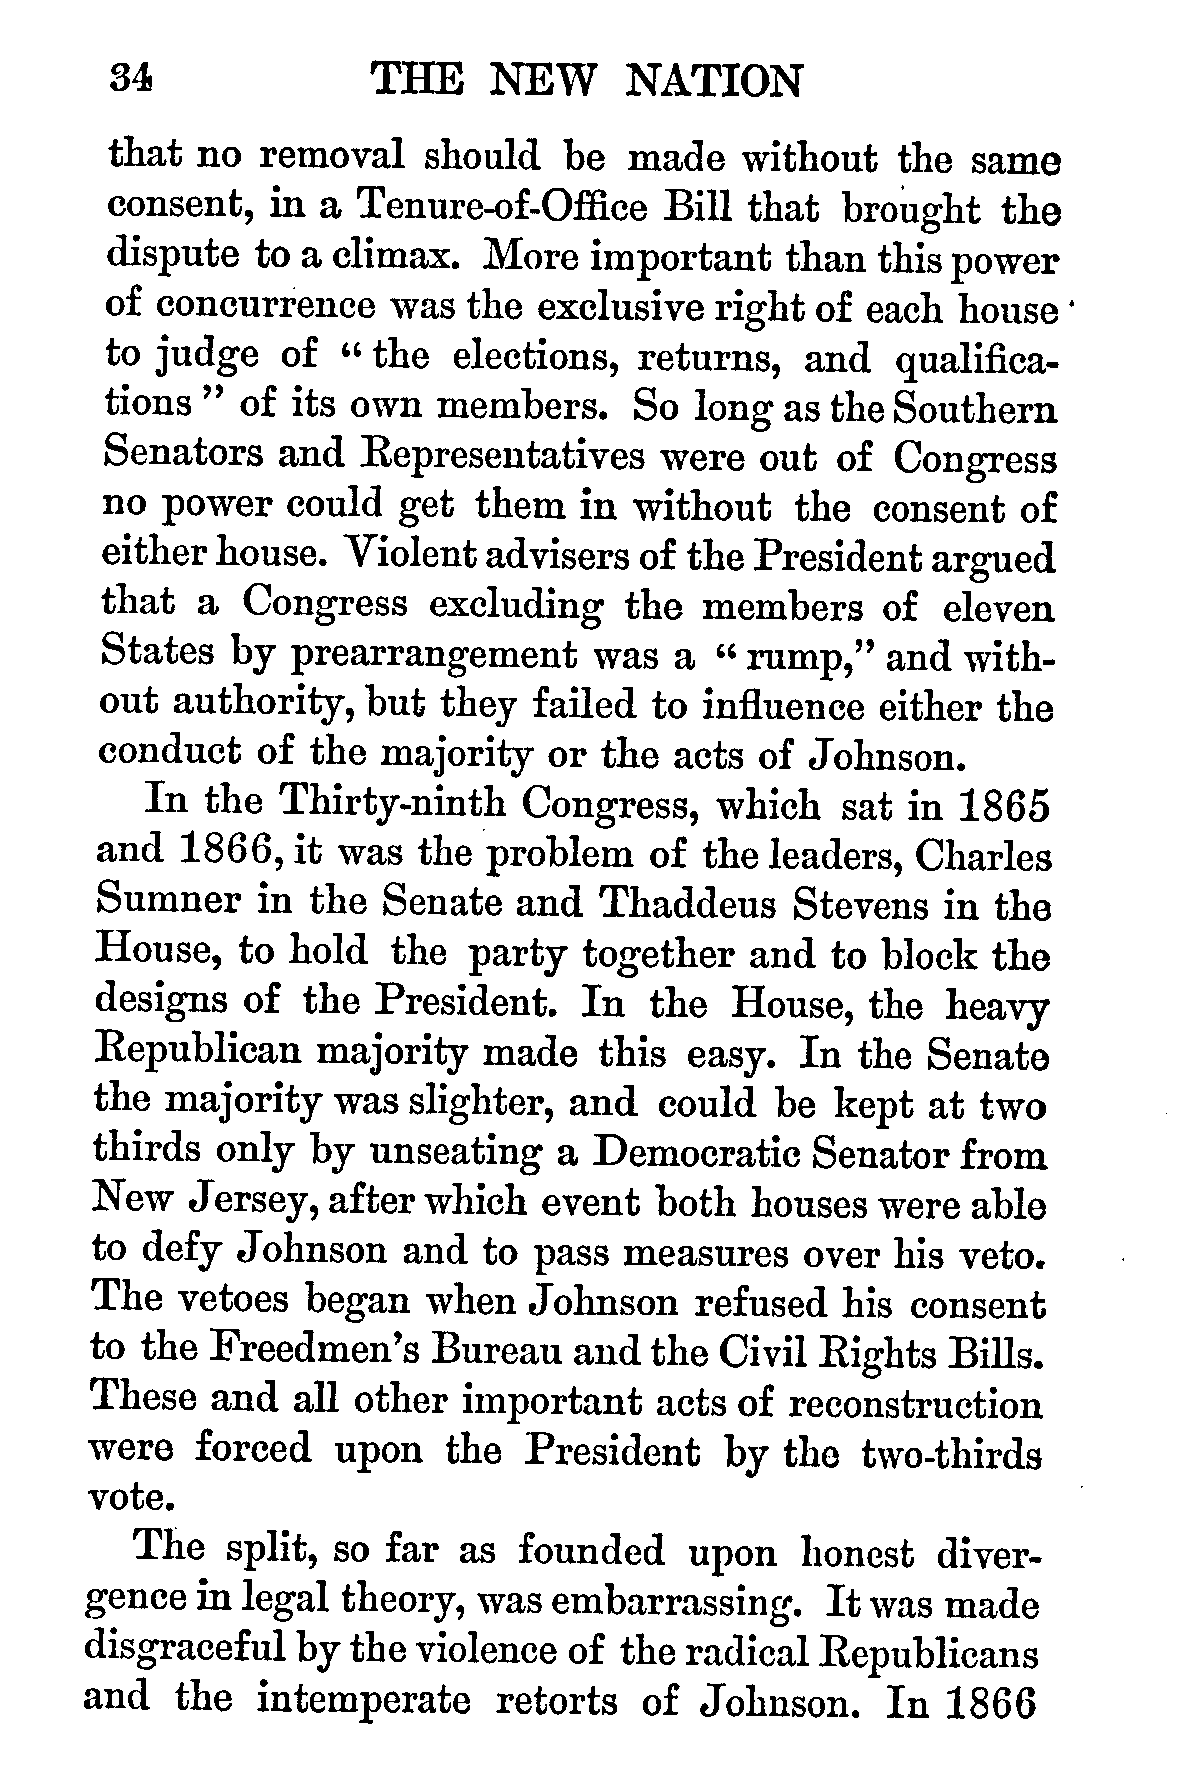 34 THE NEW NATION
that no removal should be made without the same
consent, in a Tenure-of-Office Bill that brought the
dispute to a climax. More important than this power
of concurrence was the exclusive right of each house
to judge of “ the elections, returns, and qualifica-
tions ” of its own members. So long as the Southern
Senators and Representatives were out of Congress
no power could get them in without the consent of
either house. Violent advisers of the President argued
that a Congress excluding the members of eleven
States by prearrangement was a “ rump,” and with-
out authority, but they failed to influence either the
conduct of the majority or the acts of Johnson.
In the Thirty-ninth Congress, which sat in 1865
and 1866, it was the problem of the leaders, Charles
Sumner in the Senate and Thaddeus Stevens in the
House, to hold the party together and to block the
designs of the President. In the House, the heavy
Republican majority made this easy. In the Senate
the majority was slighter, and could be kept at two
thirds only by unseating a Democratic Senator from
New Jersey, after which event both houses were able
to defy Johnson and to pass measures over his veto.
The vetoes began when Johnson refused his consent
to the Freedmen’s Bureau and the Civil Rights Bills.
These and all other important acts of reconstruction
were forced upon the President by the two-thirds
vote.
The split, so far as founded upon honest diver-
gence in legal theory, was embarrassing. It was made
disgraceful by the violence of the radical Republicans
and the intemperate retorts of Johnson. In 1866